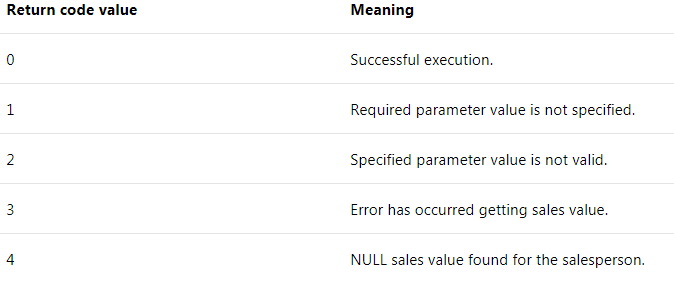 Return code value Meaning
0 Successful execution.
1 Required parameter value is not specified.
2 Specified parameter value is not valid.
3 Error has occurred getting sales value.
4 NULL sales value found for the salesperson.